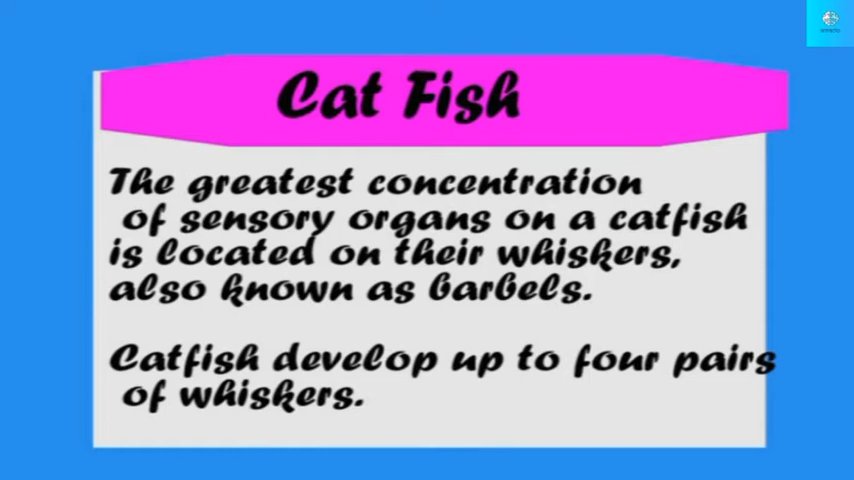 Cat Fish
The greatest concentration
of sensory organs on a catfish
is located on their whiskers,
also known as barbels.
Catfish develop up to four pairs
of whiskers.